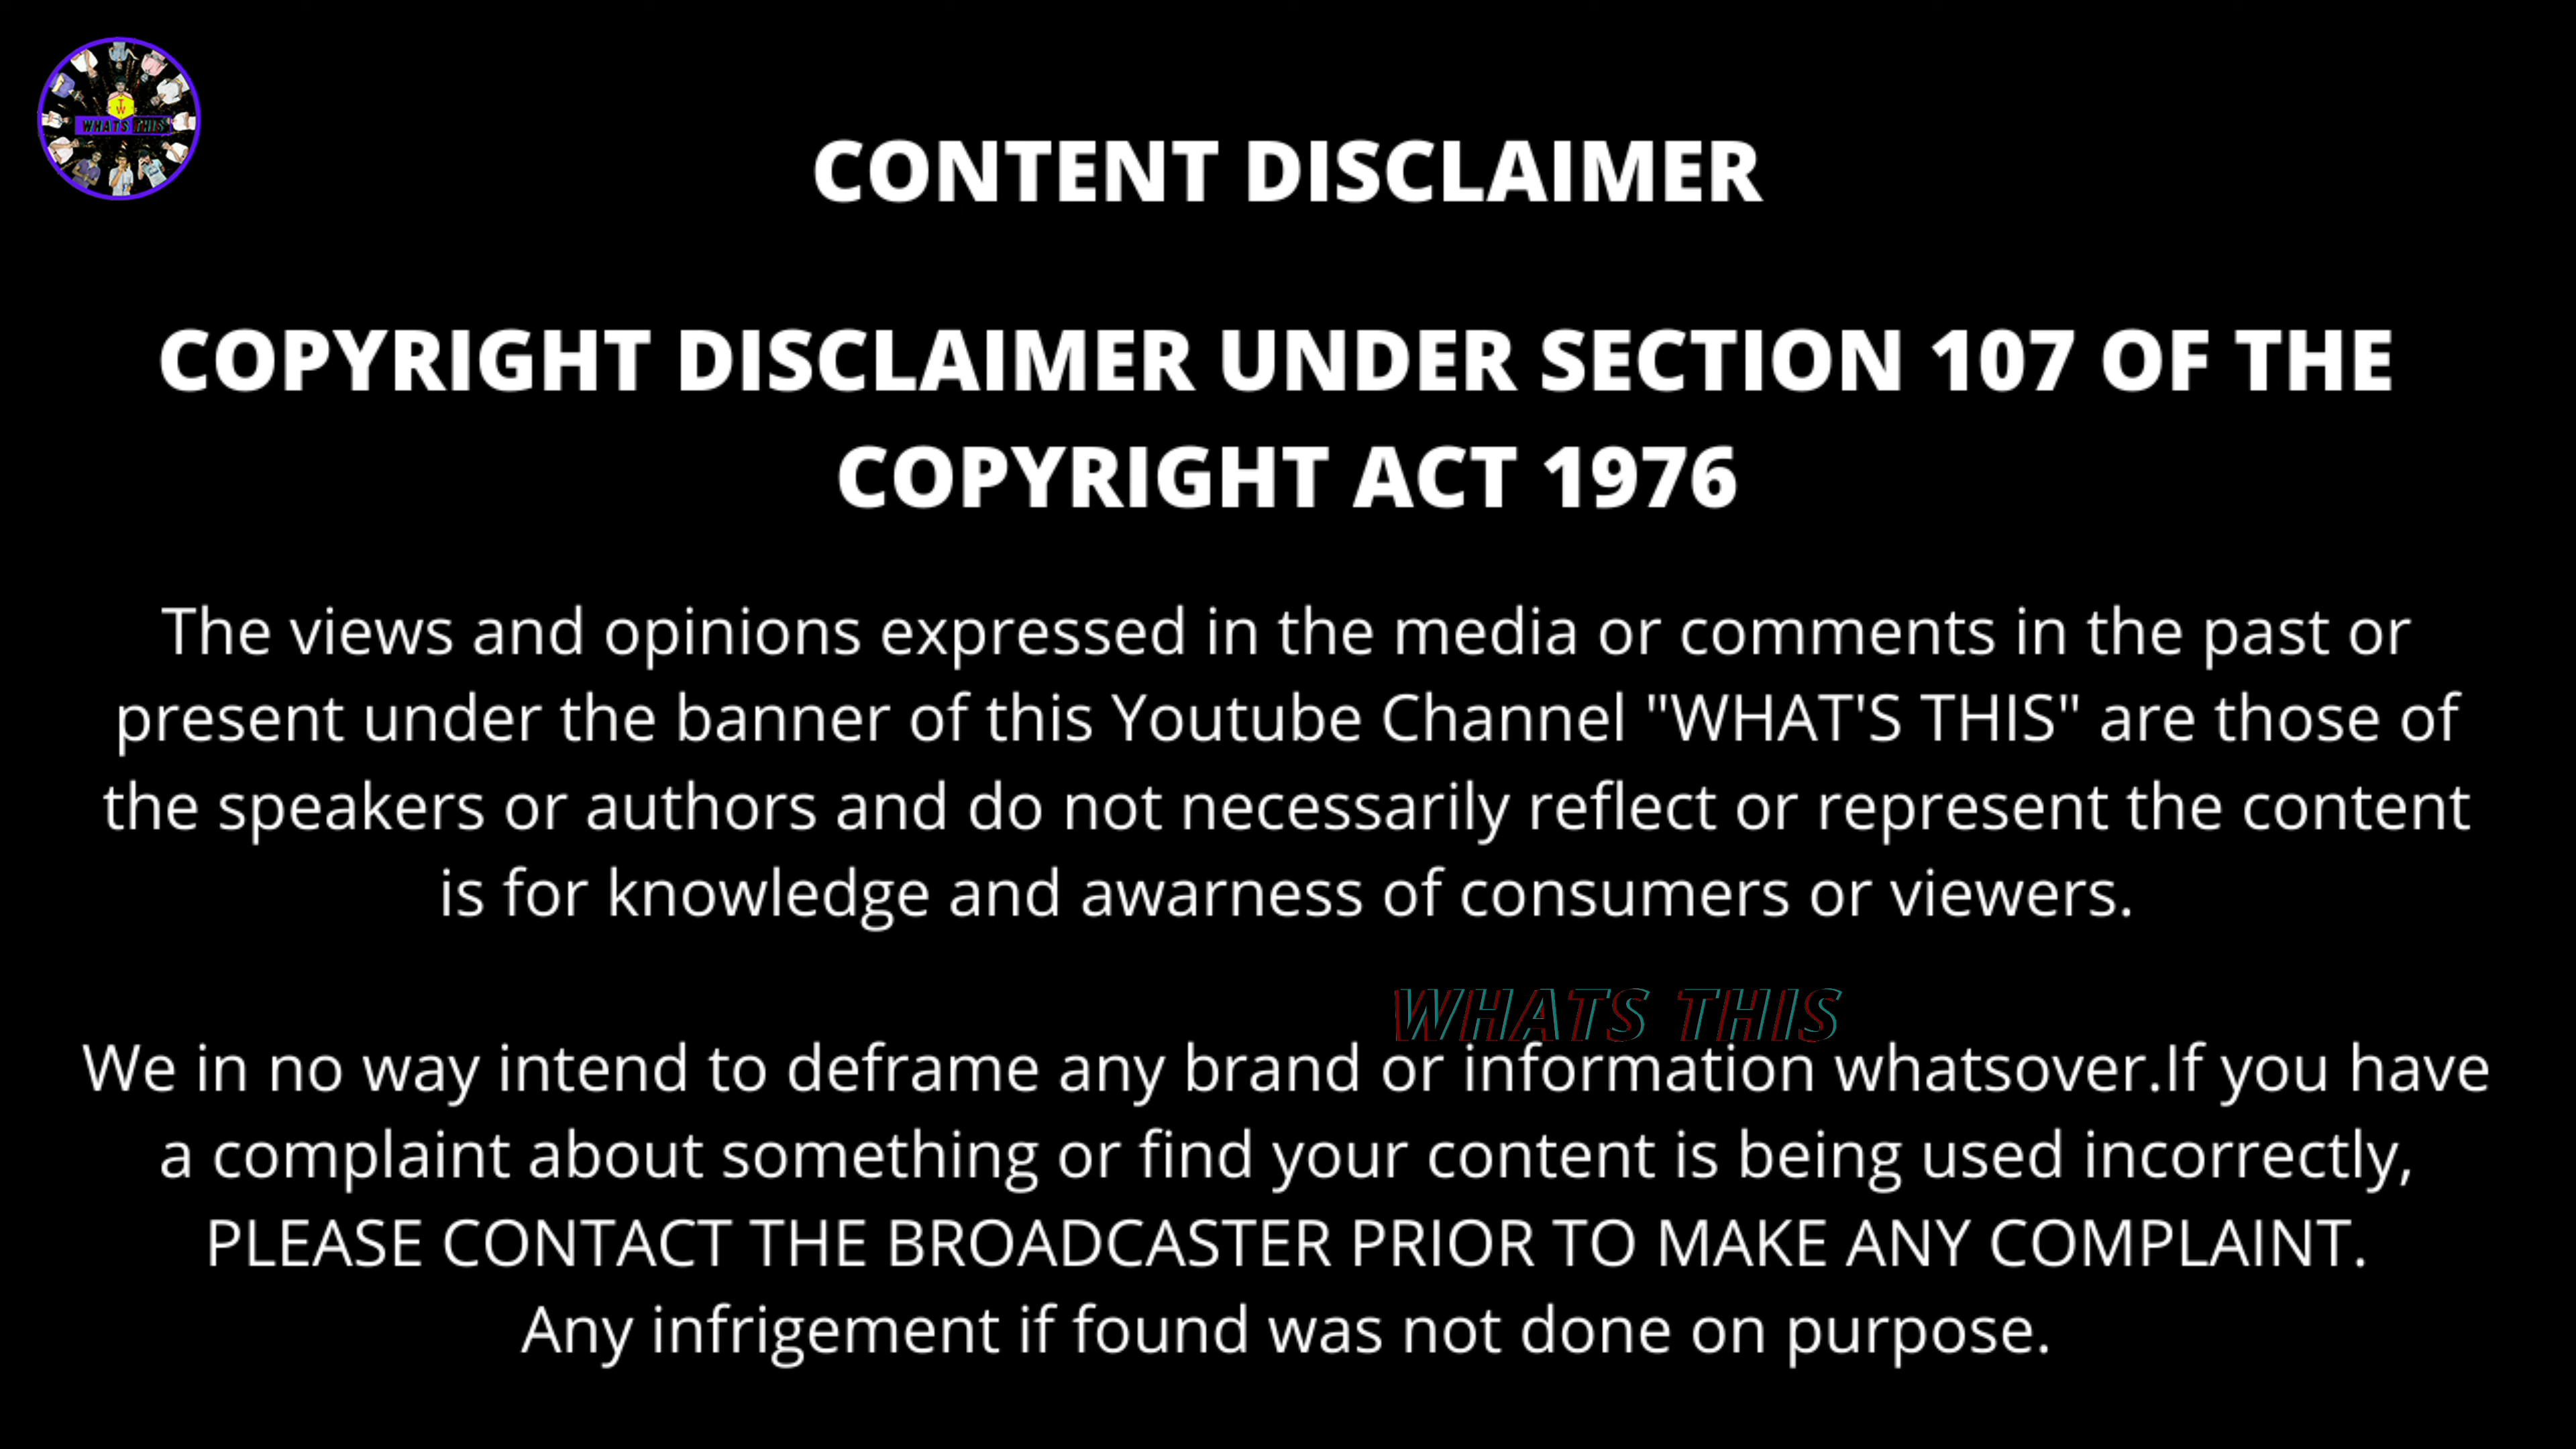 TW
WHATS THIS
CONTENT DISCLAIMER
COPYRIGHT DISCLAIMER UNDER SECTION 107 OF THE
COPYRIGHT ACT 1976
The views and opinions expressed in the media or comments in the past or
present under the banner of this Youtube Channel "WHAT'S THIS" are those of
the speakers or authors and do not necessarily reflect or represent the content
is for knowledge and awarness of consumers or viewers.
WHATS THIS
We in no way intend to deframe any brand or information whatsover.If you have
a complaint about something or find your content is being used incorrectly,
PLEASE CONTACT THE BROADCASTER PRIOR TO MAKE ANY COMPLAINT.
Any infrigement if found was not done on purpose.